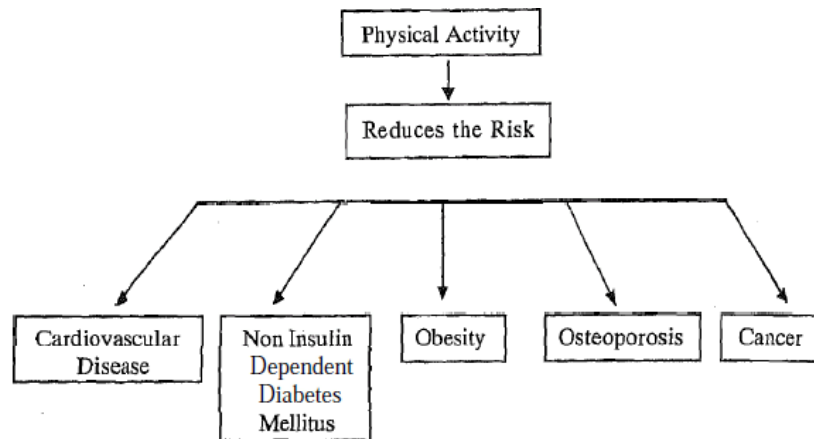 Physical Activity
Reduces the Risk
Cardiovascular
Disease
Non Insulin
Dependent
Diabetes
Mellitus
Obesity
Osteoporosis
Cancer